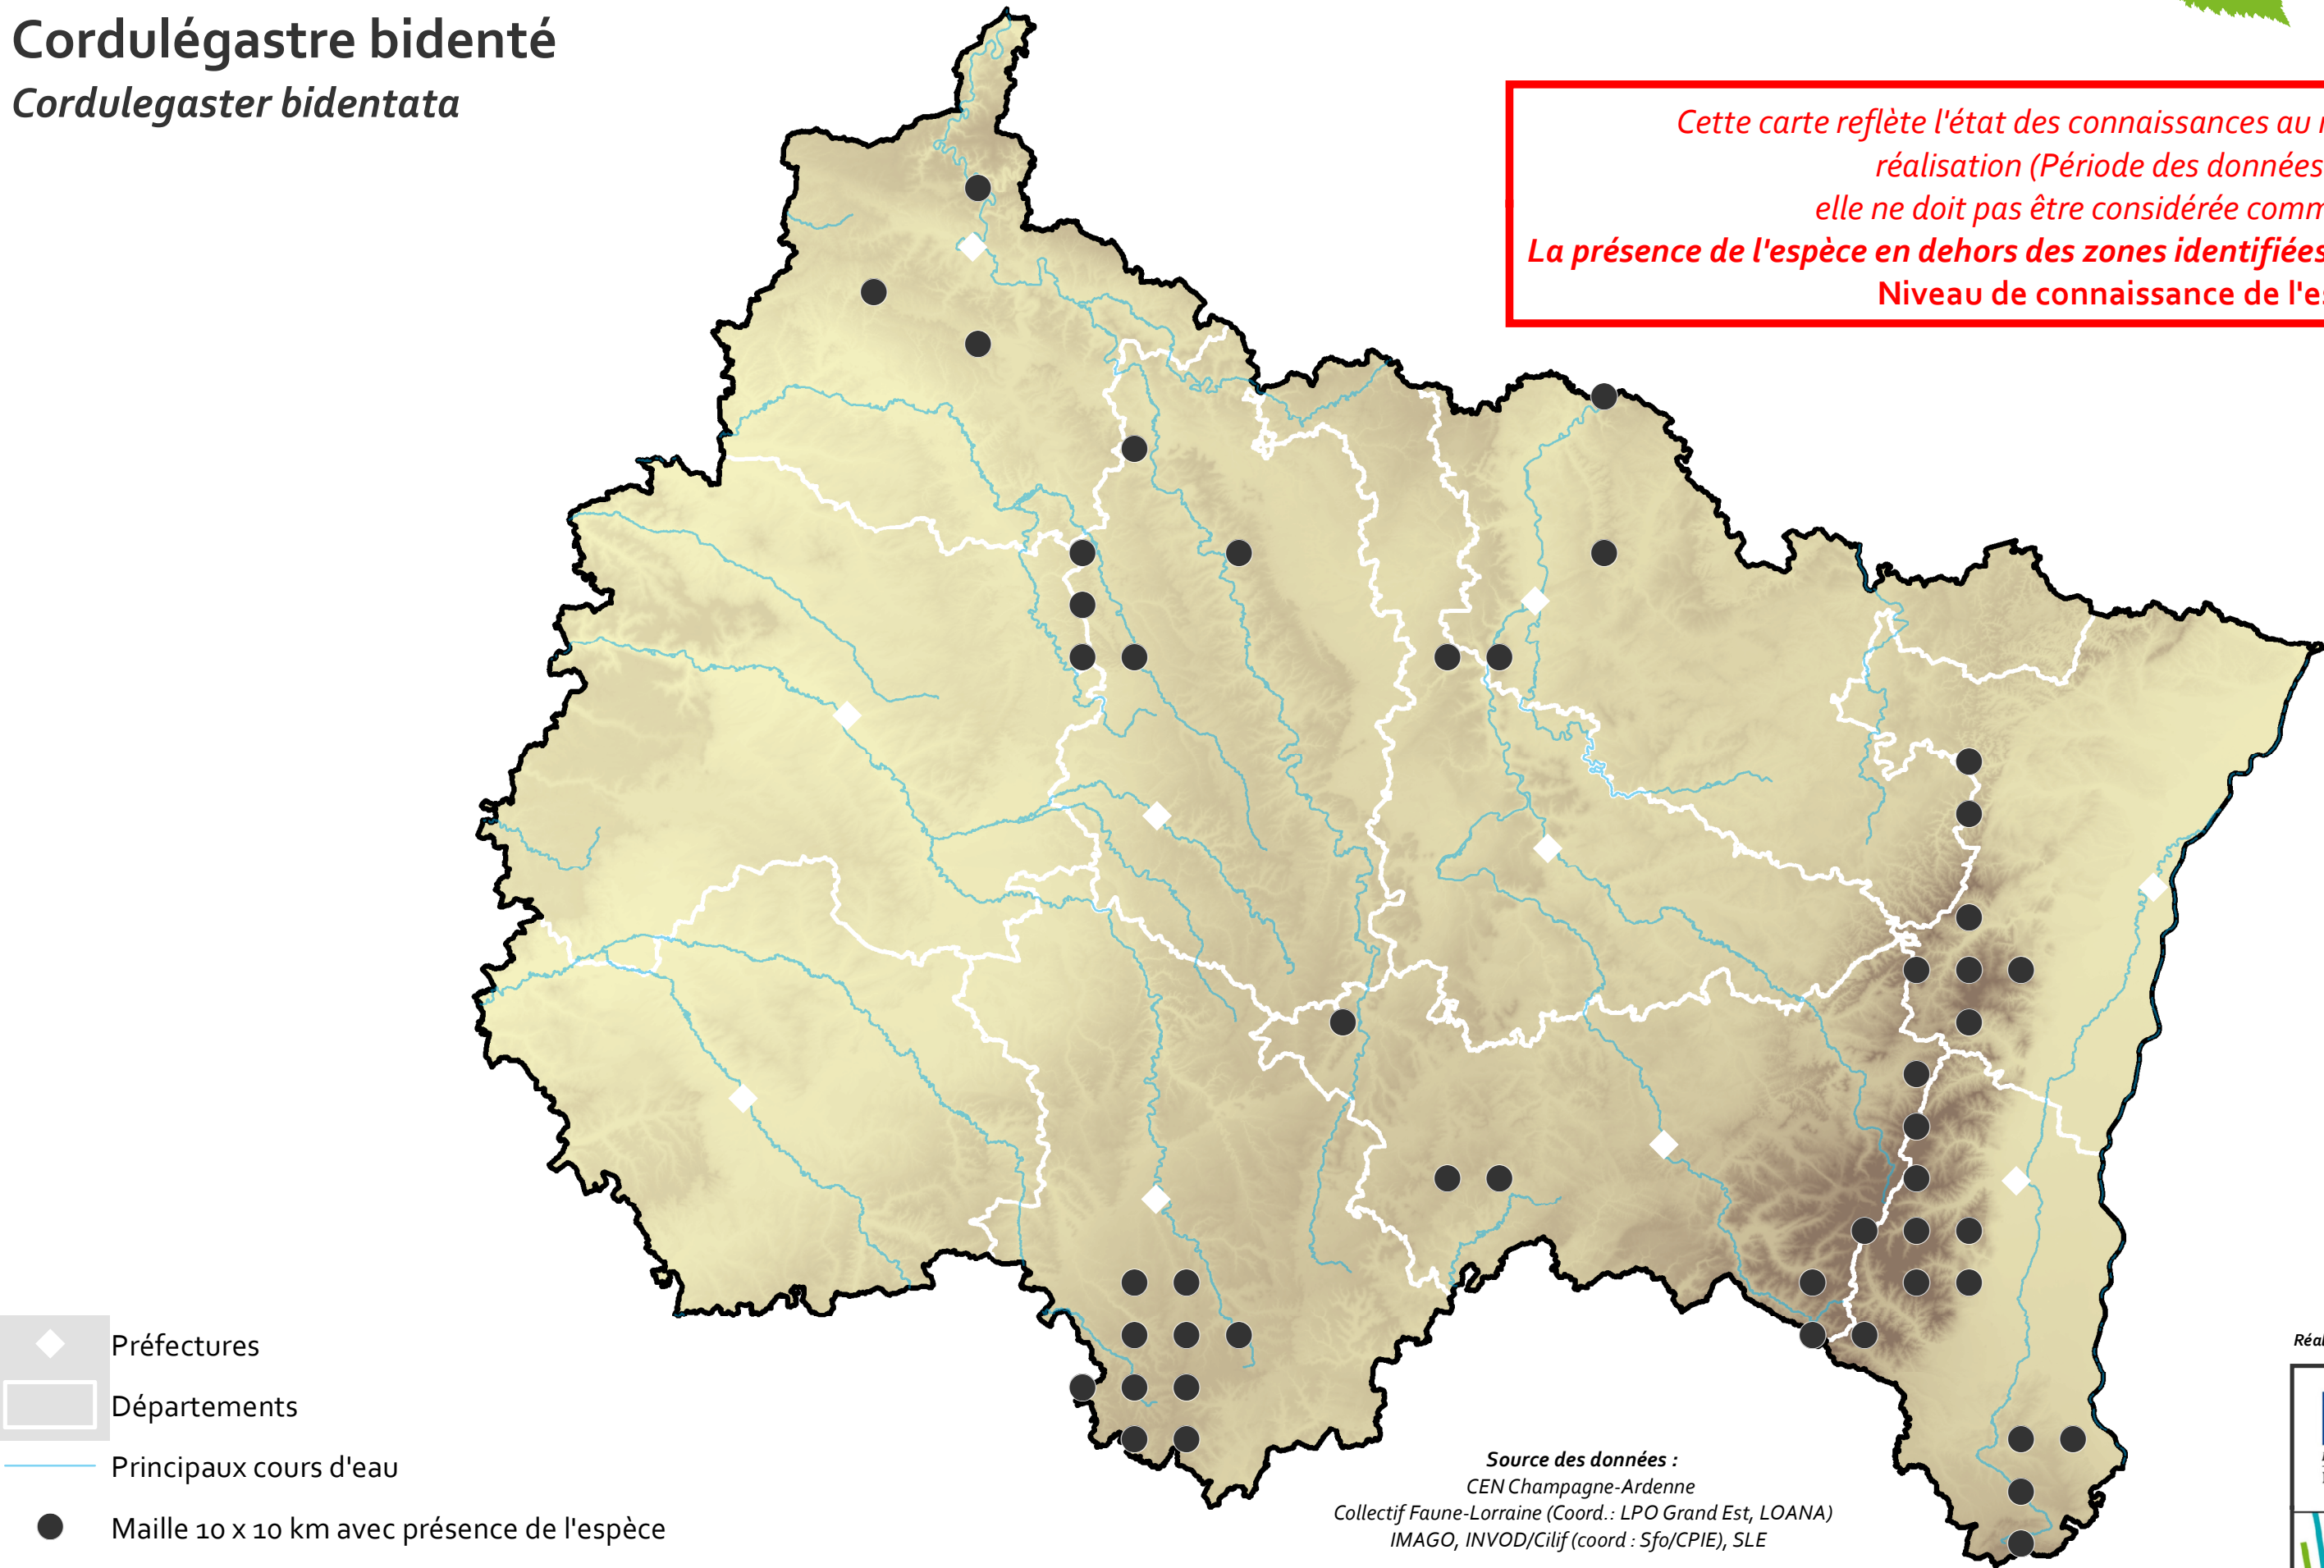 Cordulégastre bidenté
Cordulegaster bidentata
Cette carte reflète l'état des connaissances au
réalisation (Période des données
elle ne doit pas être considérée comm
La présence de l'espèce en dehors des zones identifiées
Niveau de connaissance de l'es
Préfectures
Départements
Principaux cours d'eau
Maille 10 x 10 km avec présence de l'espèce
Source des données :
CEN Champagne-Ardenne
Collectif Faune-Lorraine (Coord.: LPO Grand Est, LOANA)
IMAGO, INVOD/Cilif (coord : Sfo/CPIE), SLE
Réal